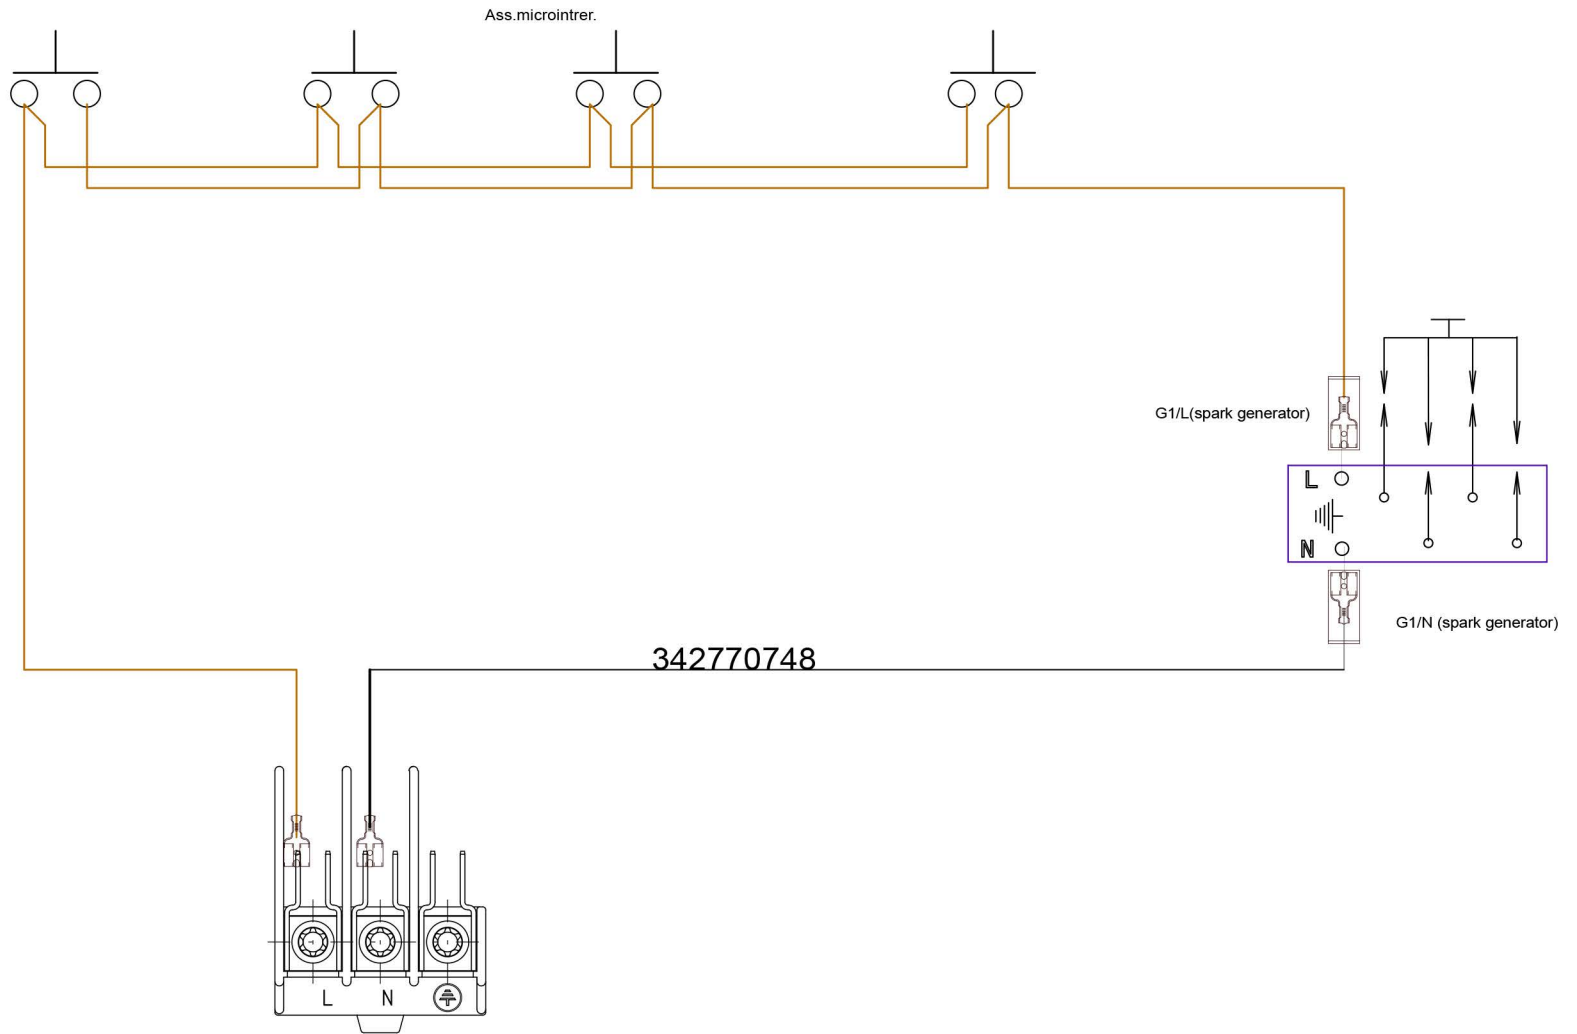 Ass.microintrer.
G1/L(spark generator)
L
N
G1/N (spark generator)
342770748
L N